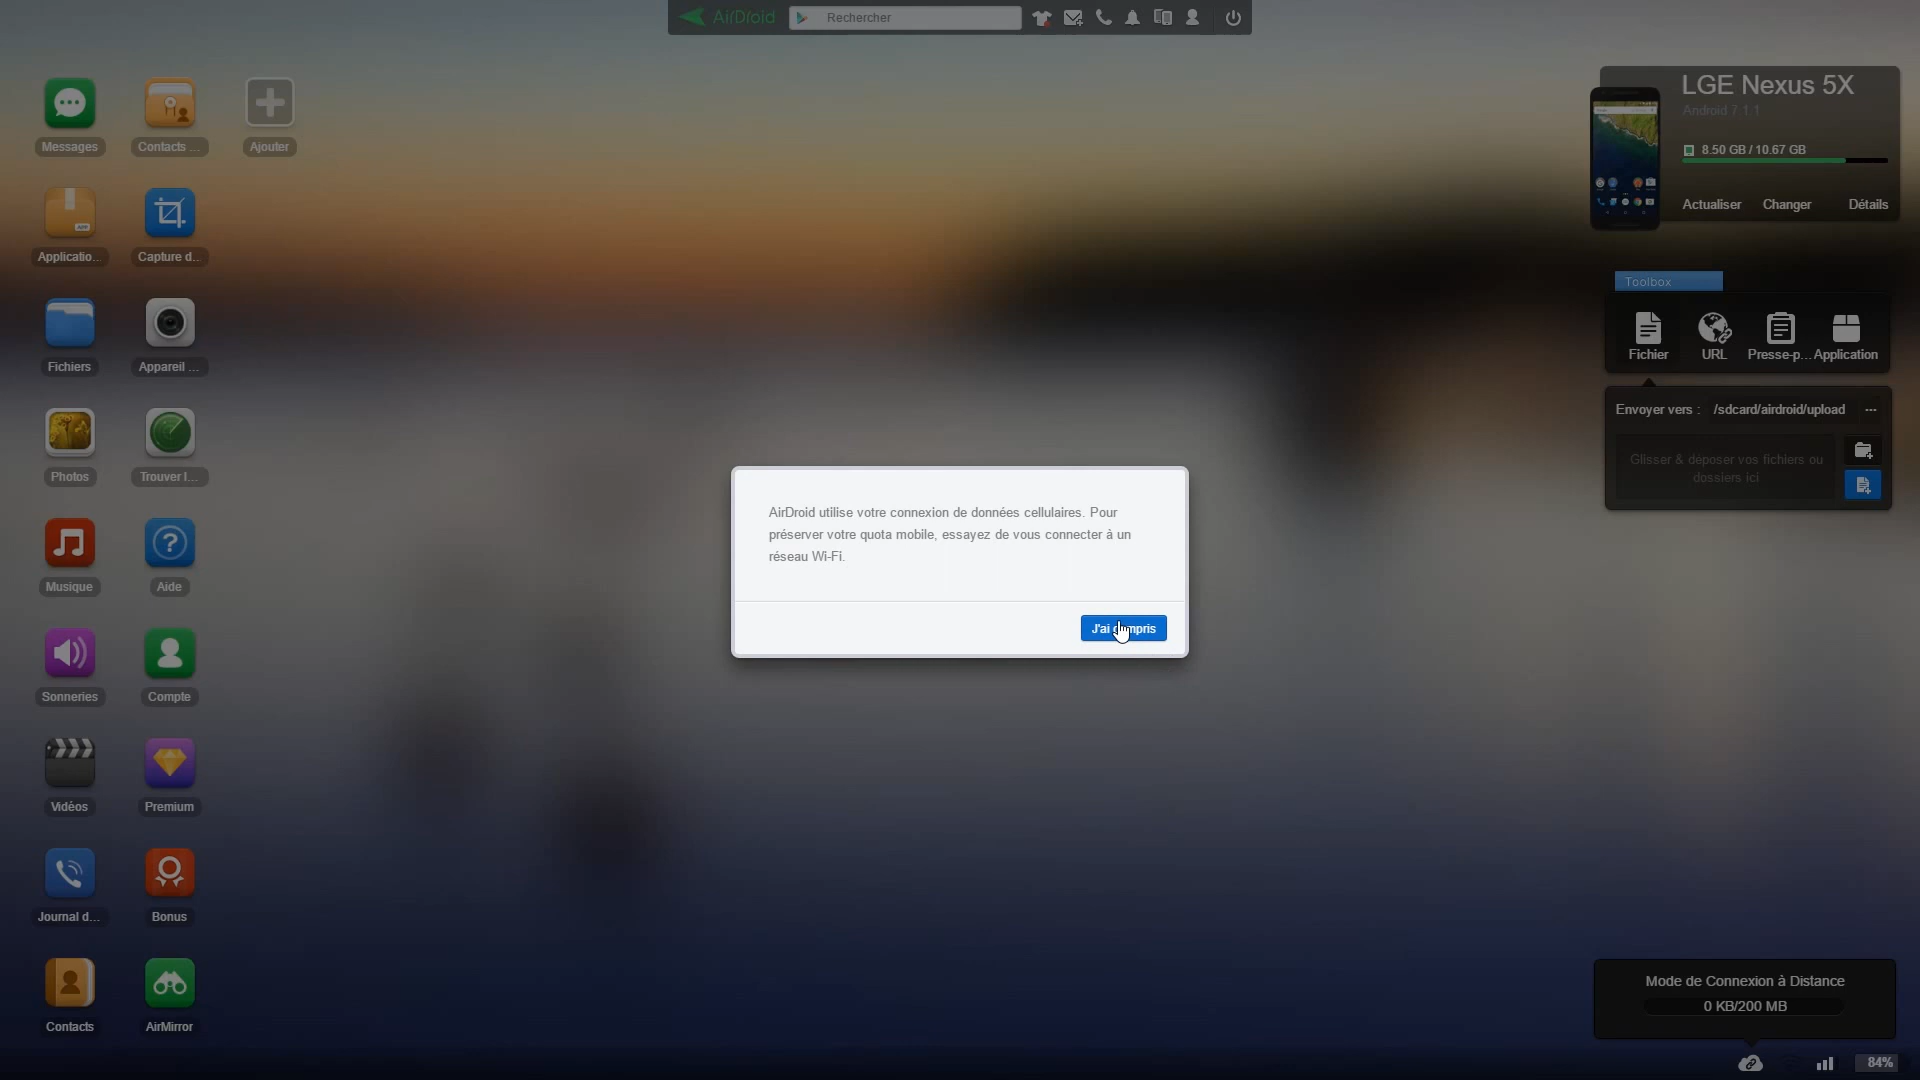 AirDroid
Rechercher
Messages
Contacts ...
Ajouter
Applicatio...
APP
Capture d...
Fichiers
Appareil ...
Photos
Trouver l...
Musique
Aide
Sonneries
Compte
Vidéos
Premium
Journal d...
Bonus
Contacts
AirMirror
AirDroid utilise votre connexion de données cellulaires. Pour
préserver votre quota mobile, essayez de vous connecter à un
réseau Wi-Fi.
J'ai compris
LGE Nexus 5X
Android 7.1.1
8.50 GB / 10.67 GB
Actualiser Changer Détails
Toolbox
Fichier URL Presse-p... Application
Envoyer vers : /sdcard/airdroid/upload ...
Glisser & déposer vos fichiers ou
dossiers ici
Mode de Connexion à Distance
0 KB/200 MB
84%